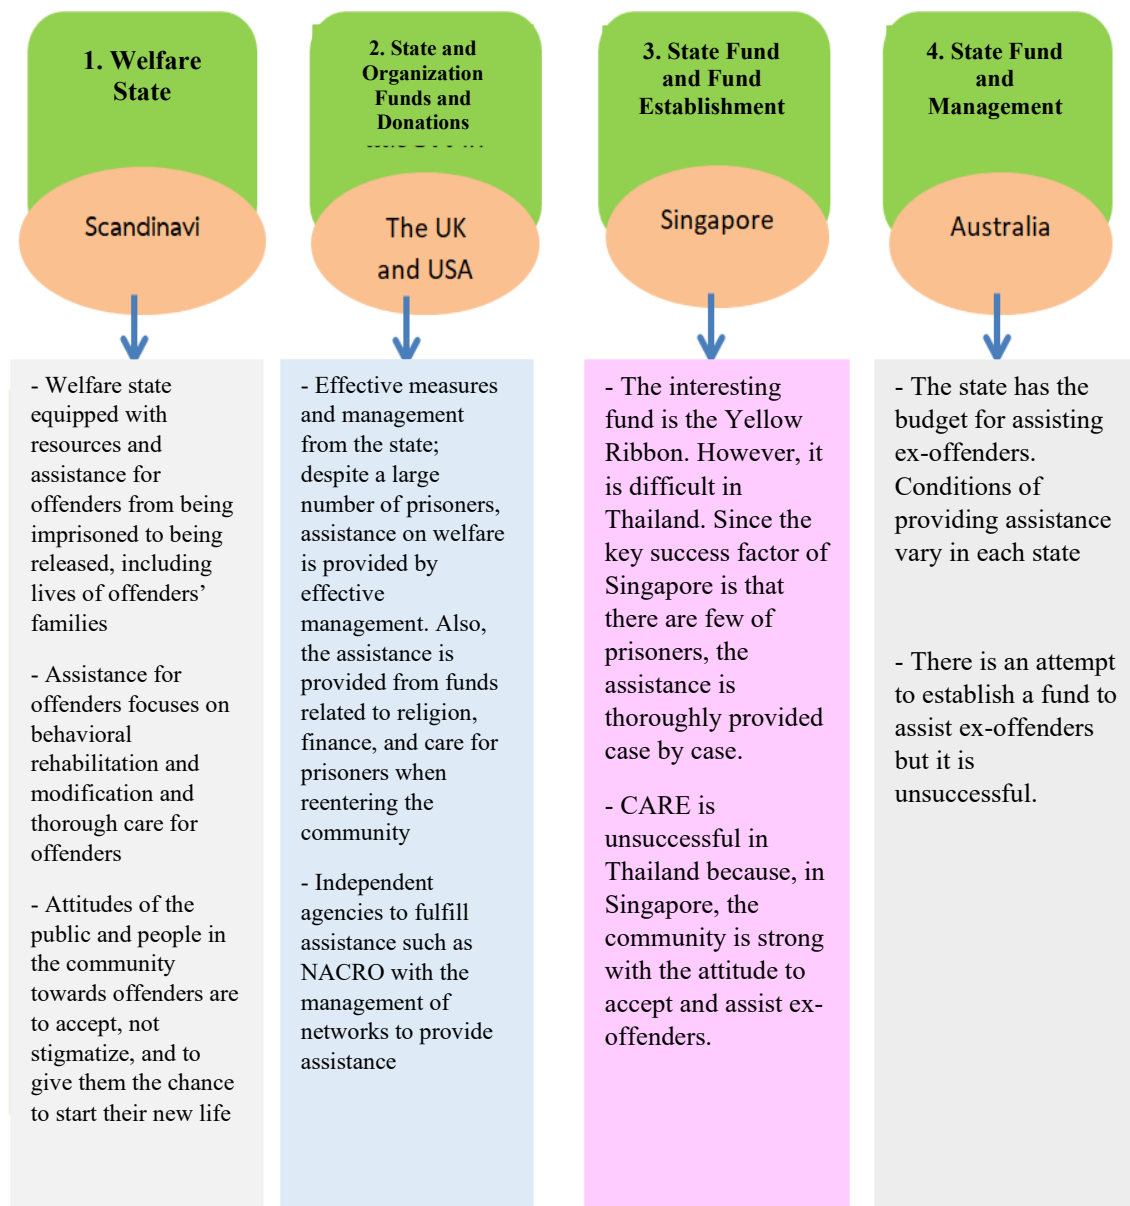 1. Welfare
State
2. State and
Organization
Funds and
Donations
3. State Fund
and Fund
Establishment
4. State Fund
and
Management
Scandinavi
The UK
and USA
Singapore
Australia
- Welfare state
equipped with
resources and
assistance for
offenders from being
imprisoned to being
released, including
lives of offenders’
families
- Assistance for
offenders focuses on
behavioral
rehabilitation and
modification and
thorough care for
offenders
- Attitudes of the
public and people in
the community
towards offenders are
to accept, not
stigmatize, and to
give them the chance
to start their new life
- Effective measures
and management
from the state;
despite a large
number of prisoners,
assistance on welfare
is provided by
effective
management. Also,
the assistance is
provided from funds
related to religion,
finance, and care for
prisoners when
reentering the
community
- Independent
agencies to fulfill
assistance such as
NACRO with the
management of
networks to provide
assistance
- The interesting
fund is the Yellow
Ribbon. However, it
is difficult in
Thailand. Since the
key success factor of
Singapore is that
there are few of
prisoners, the
assistance is
thoroughly provided
case by case.
- CARE is
unsuccessful in
Thailand because, in
Singapore, the
community is strong
with the attitude to
accept and assist ex-
offenders.
- The state has the
budget for assisting
ex-offenders.
Conditions of
providing assistance
vary in each state
- There is an attempt
to establish a fund to
assist ex-offenders
but it is
unsuccessful.